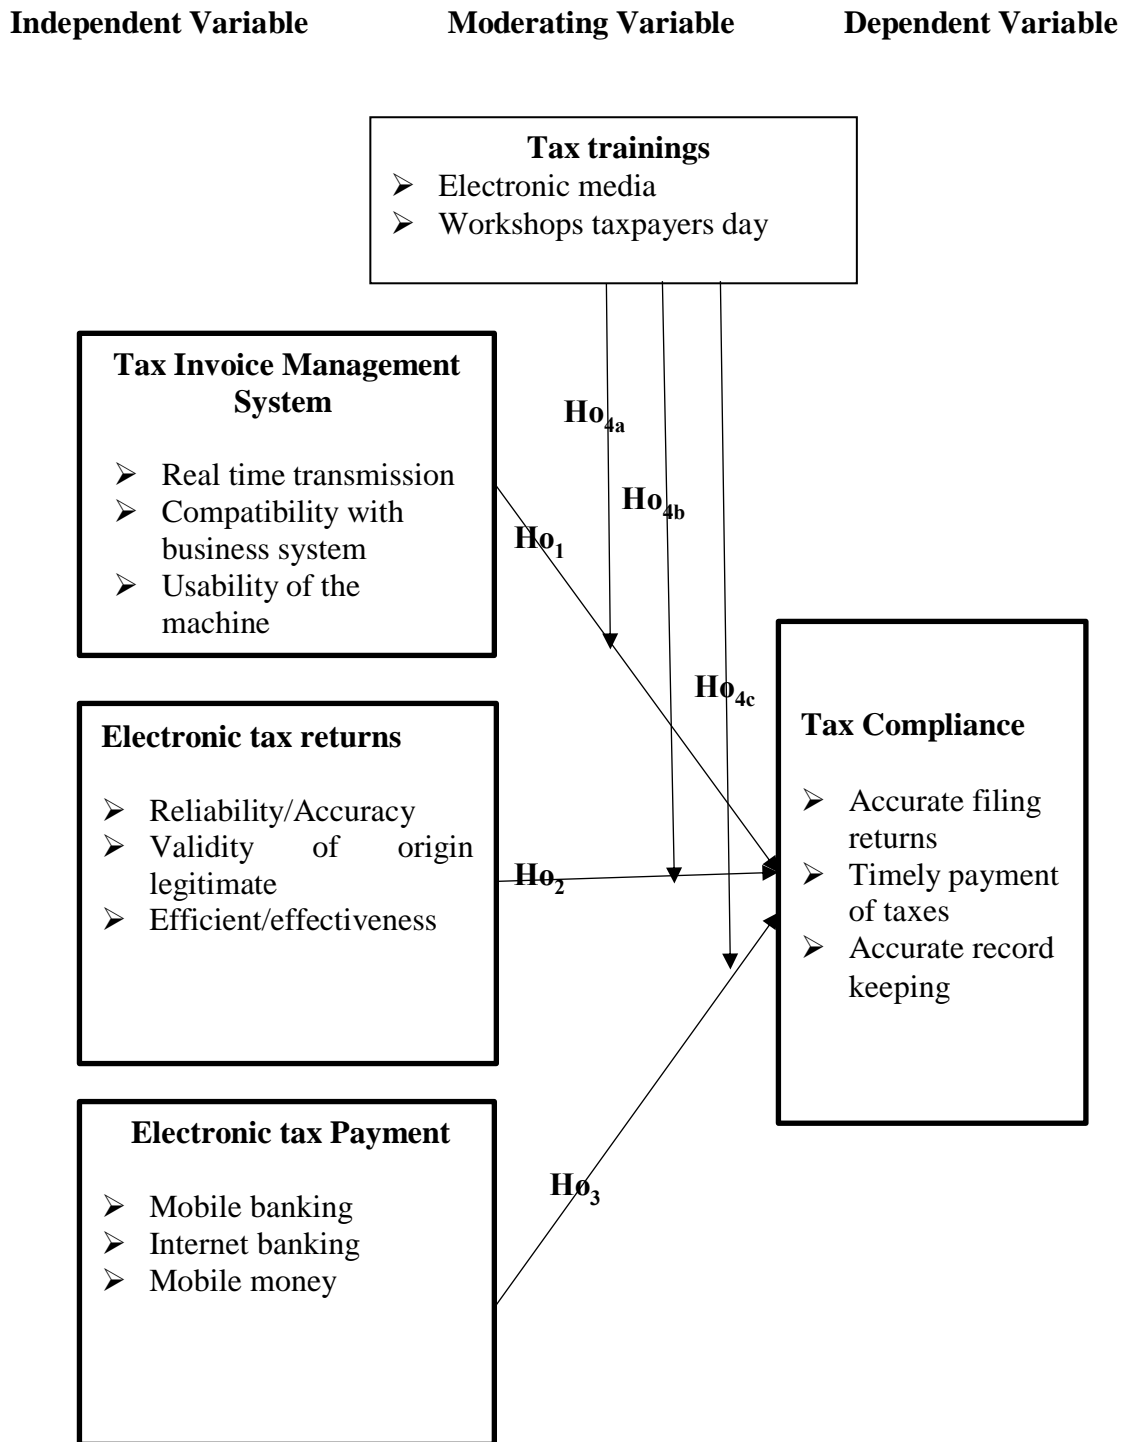 Independent Variable Moderating Variable Dependent Variable
Tax trainings
➢ Electronic media
➢ Workshops taxpayers day
Tax Invoice Management
System
➢ Real time transmission
➢ Compatibility with
business system
➢ Usability of the
machine
Ho4a
Ho4b
Ho1
Ho4c
Electronic tax returns
➢ Reliability/Accuracy
➢ Validity of origin
legitimate
➢ Efficient/effectiveness
Ho2
Tax Compliance
➢ Accurate filing
returns
➢ Timely payment
of taxes
➢ Accurate record
keeping
Electronic tax Payment
➢ Mobile banking
➢ Internet banking
➢ Mobile money
Ho3